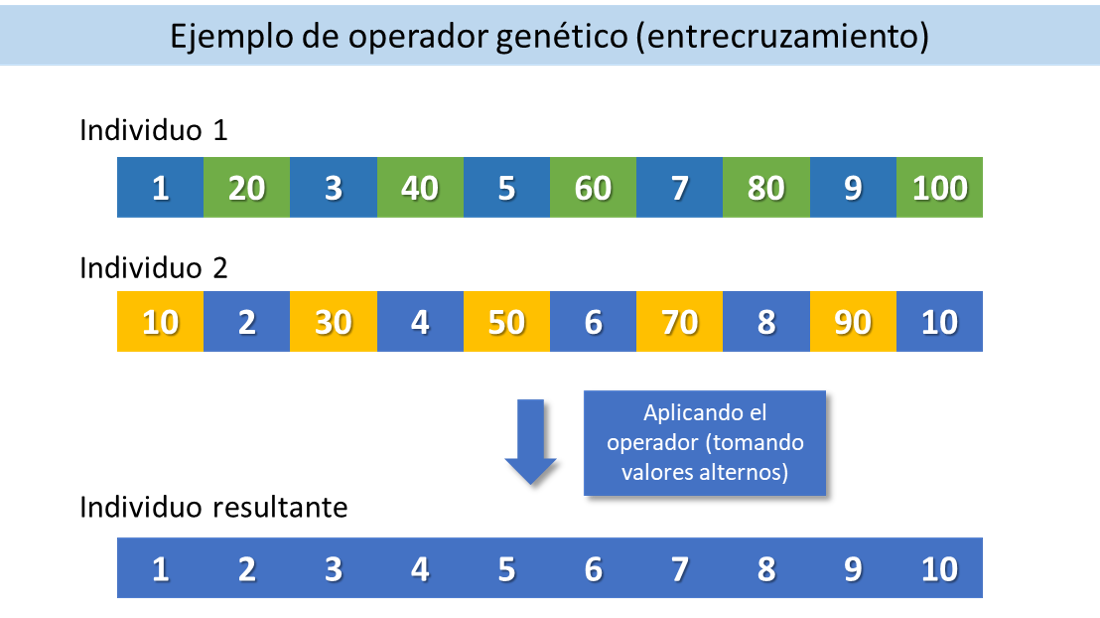 Ejemplo de operador genético (entrecruzamiento)
Individuo 1
1 20 3 40 5 60 7 80 9 100
Individuo 2
10 2 30 4 50 6 70 8 90 10
Aplicando el
operador (tomando
valores alternos)
Individuo resultante
1 2 3 4 5 6 7 8 9 10